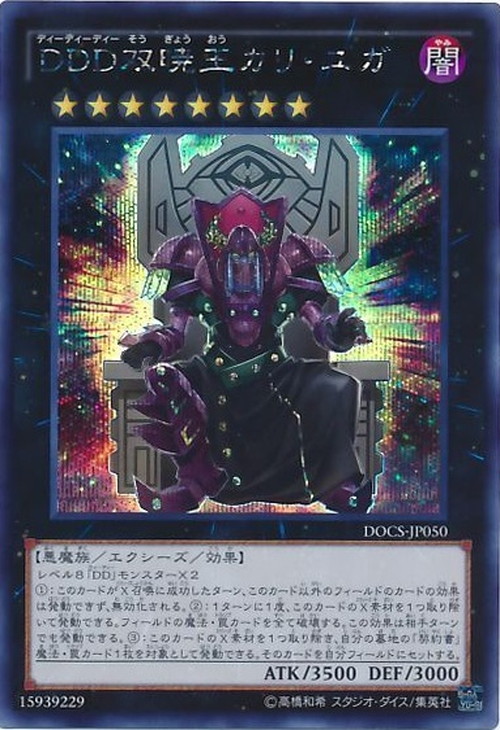 ディーティーディー そう ぎょう おう
DDD双暁王カリ・ユガ
やみ
闇
DOCS-JP050
【悪魔族/エクシーズ/効果】
レベル8「DD」モンスター×2
①:このカードがX召喚に成功したターン、このカード以外のフィールドのカードの効果
は発動できず、無効化される。②:1ターンに1度、このカードのX素材を1つ取り除い
て発動できる。フィールドの魔法・罠カードを全て破壊する。この効果は相手ターン
でも発動できる。③:このカードのX素材を1つ取り除き、自分の墓地の「契約書」
魔法・罠カード1枚を対象として発動できる。そのカードを自分フィールドにセットする。
ATK/3500 DEF/3000
15939229
©高橋和希 スタジオ・ダイス/集英社